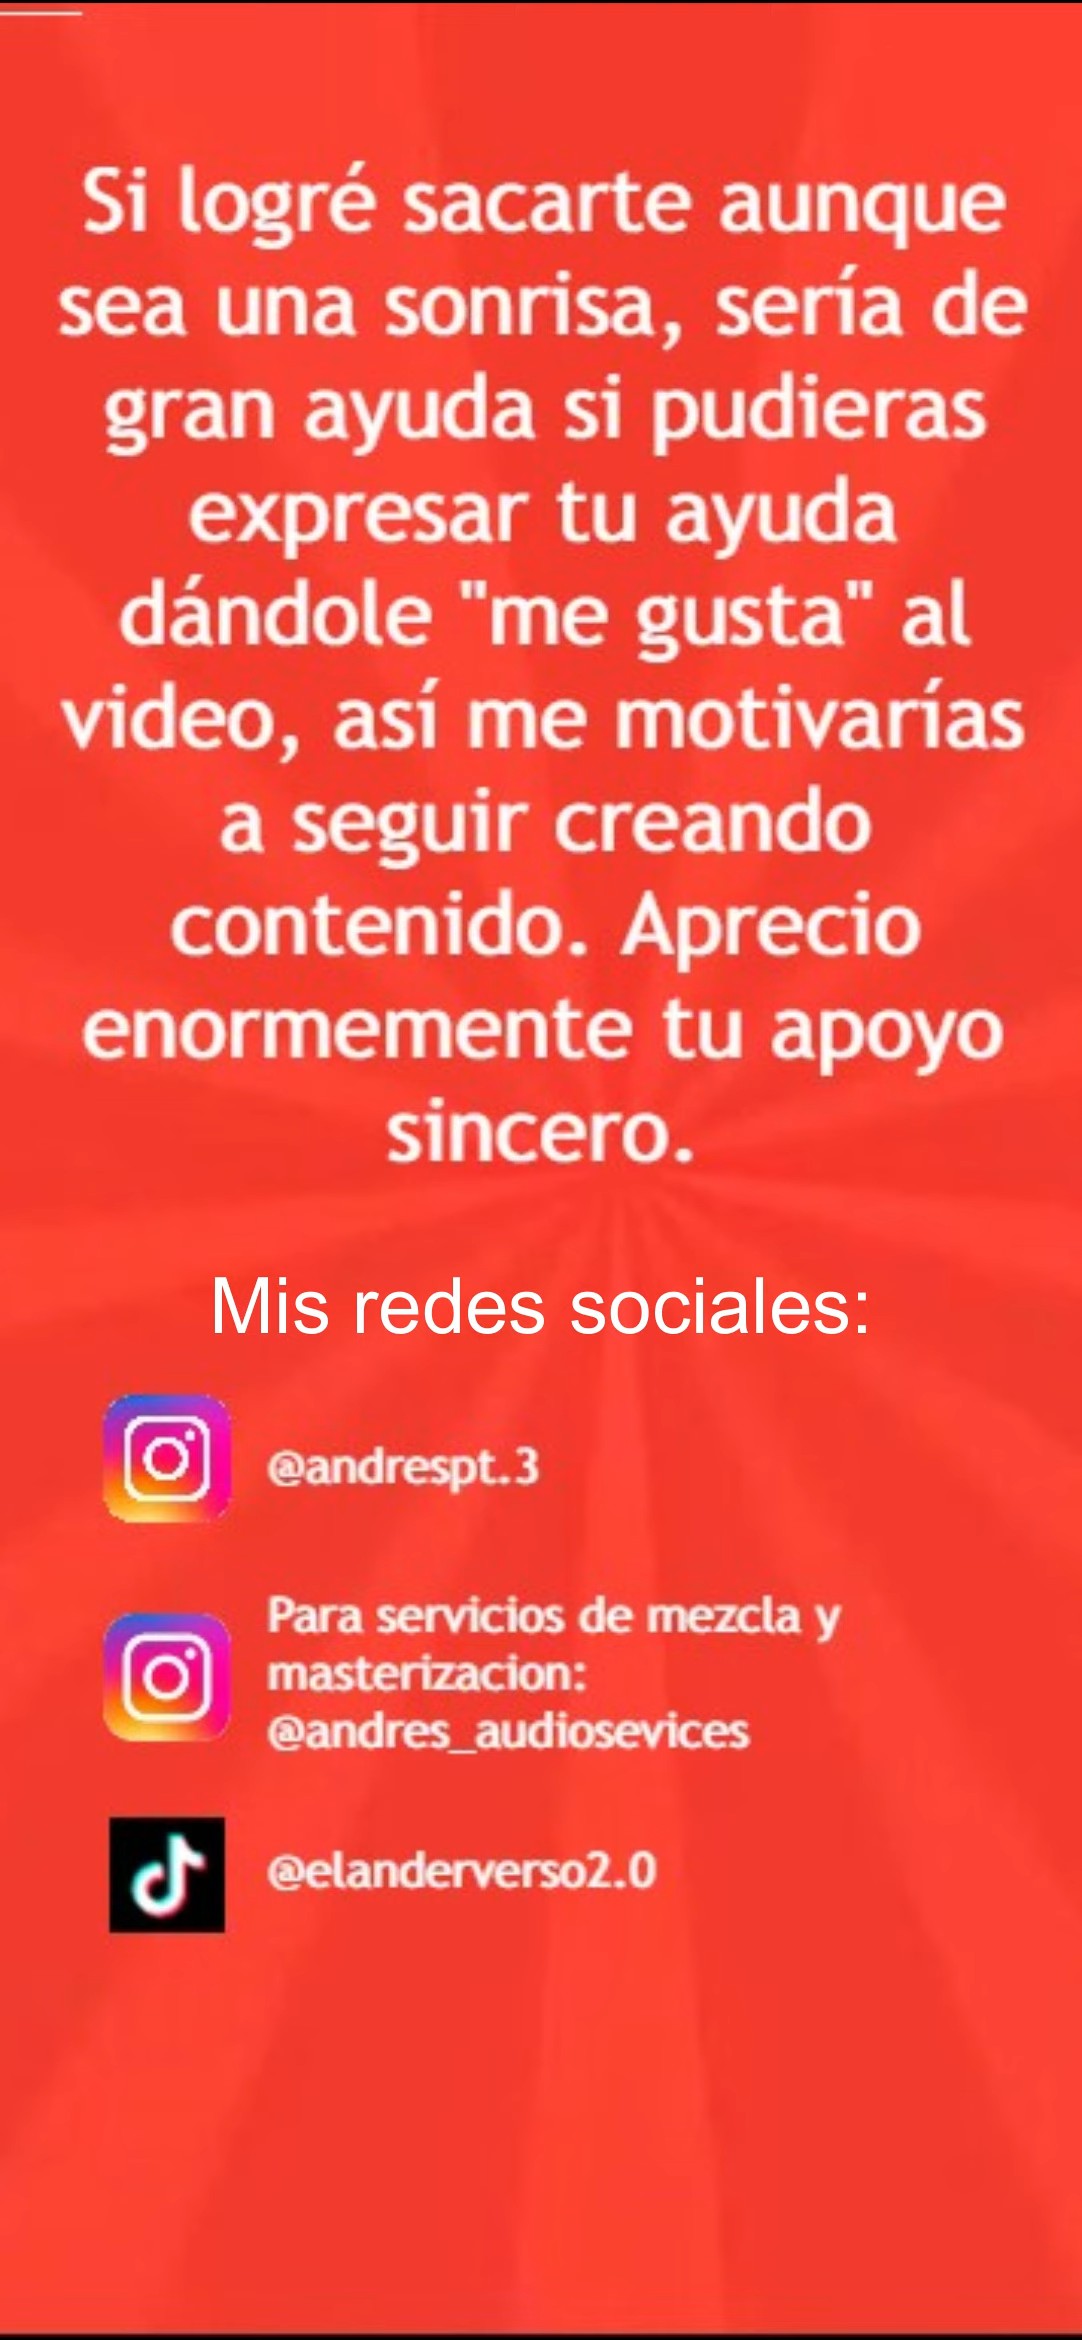 Si logré sacarte aunque
sea una sonrisa, sería de
gran ayuda si pudieras
expresar tu ayuda
dándole "me gusta" al
video, así me motivarías
a seguir creando
contenido. Aprecio
enormemente tu apoyo
sincero.
Mis redes sociales:
@andrespt.3
Para servicios de mezcla y
masterizacion:
@andres_audiosevices
@elanderverso2.0